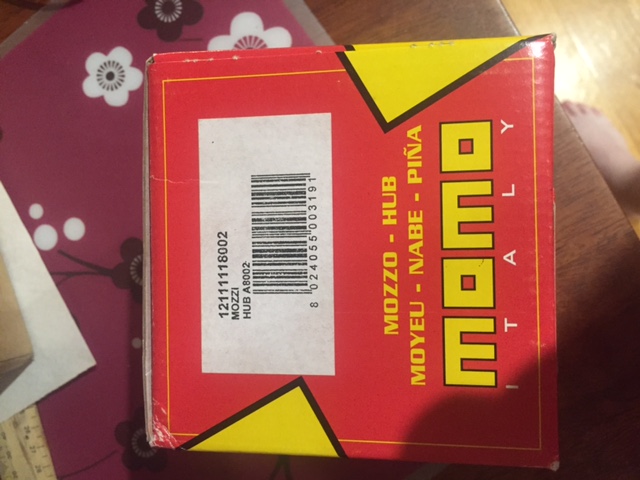 12111118002
MOZZI
HUB A8002
8 024055 003191
MOZZO - HUB
MOYEU - NABE - PIÑA
MOMO
ITALY